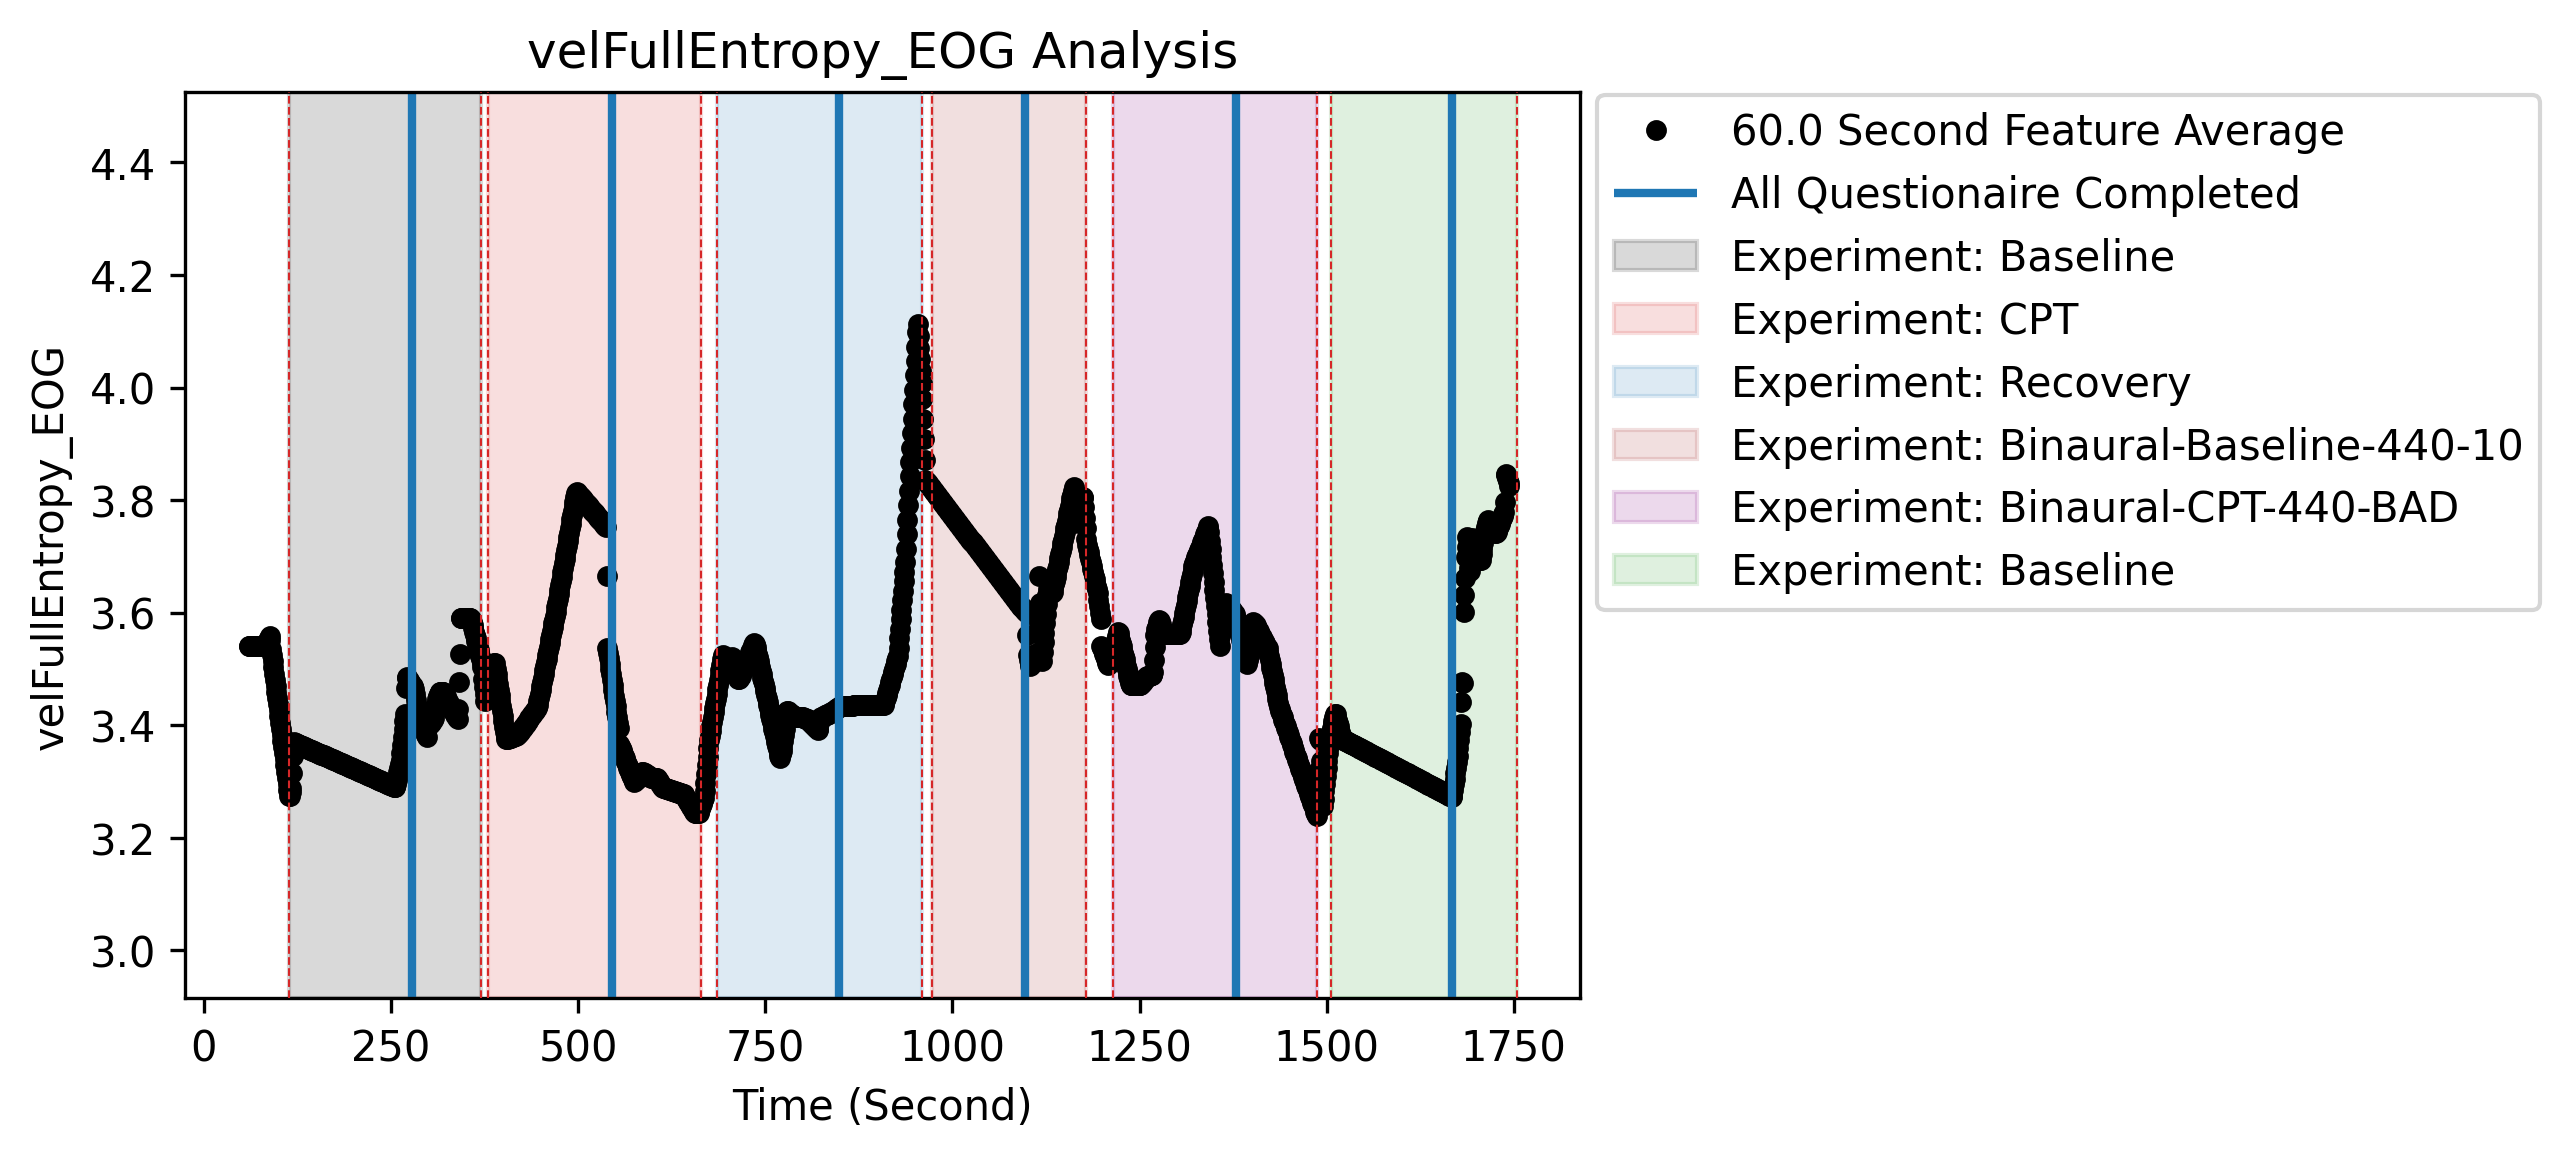 velFullEntropy_EOG Analysis
velFullEntropy_EOG
4.4
4.2
4.0
3.8
3.6
3.4
3.2
3.0
0 250 500 750 1000 1250 1500 1750
Time (Second)
60.0 Second Feature Average
All Questionaire Completed
Experiment: Baseline
Experiment: CPT
Experiment: Recovery
Experiment: Binaural-Baseline-440-10
Experiment: Binaural-CPT-440-BAD
Experiment: Baseline